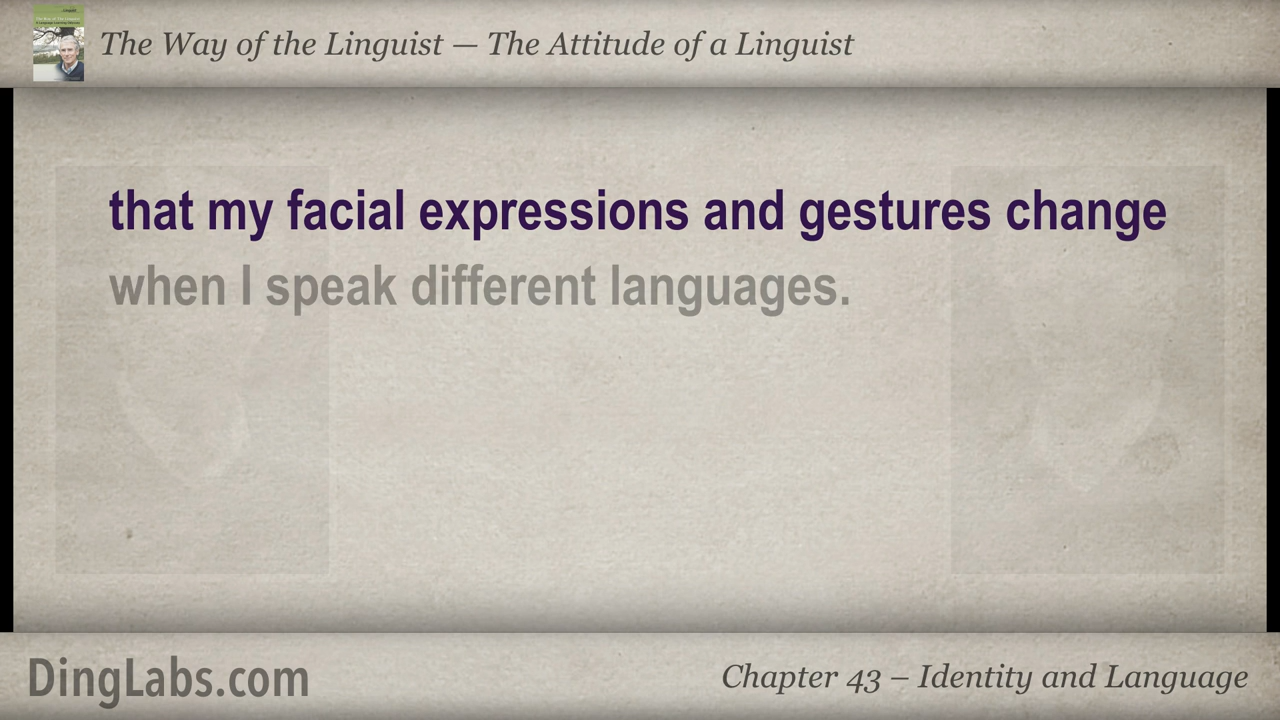 The Way of the Linguist — The Attitude of a Linguist
that my facial expressions and gestures change
when I speak different languages.
DingLabs.com
Chapter 43 – Identity and Language